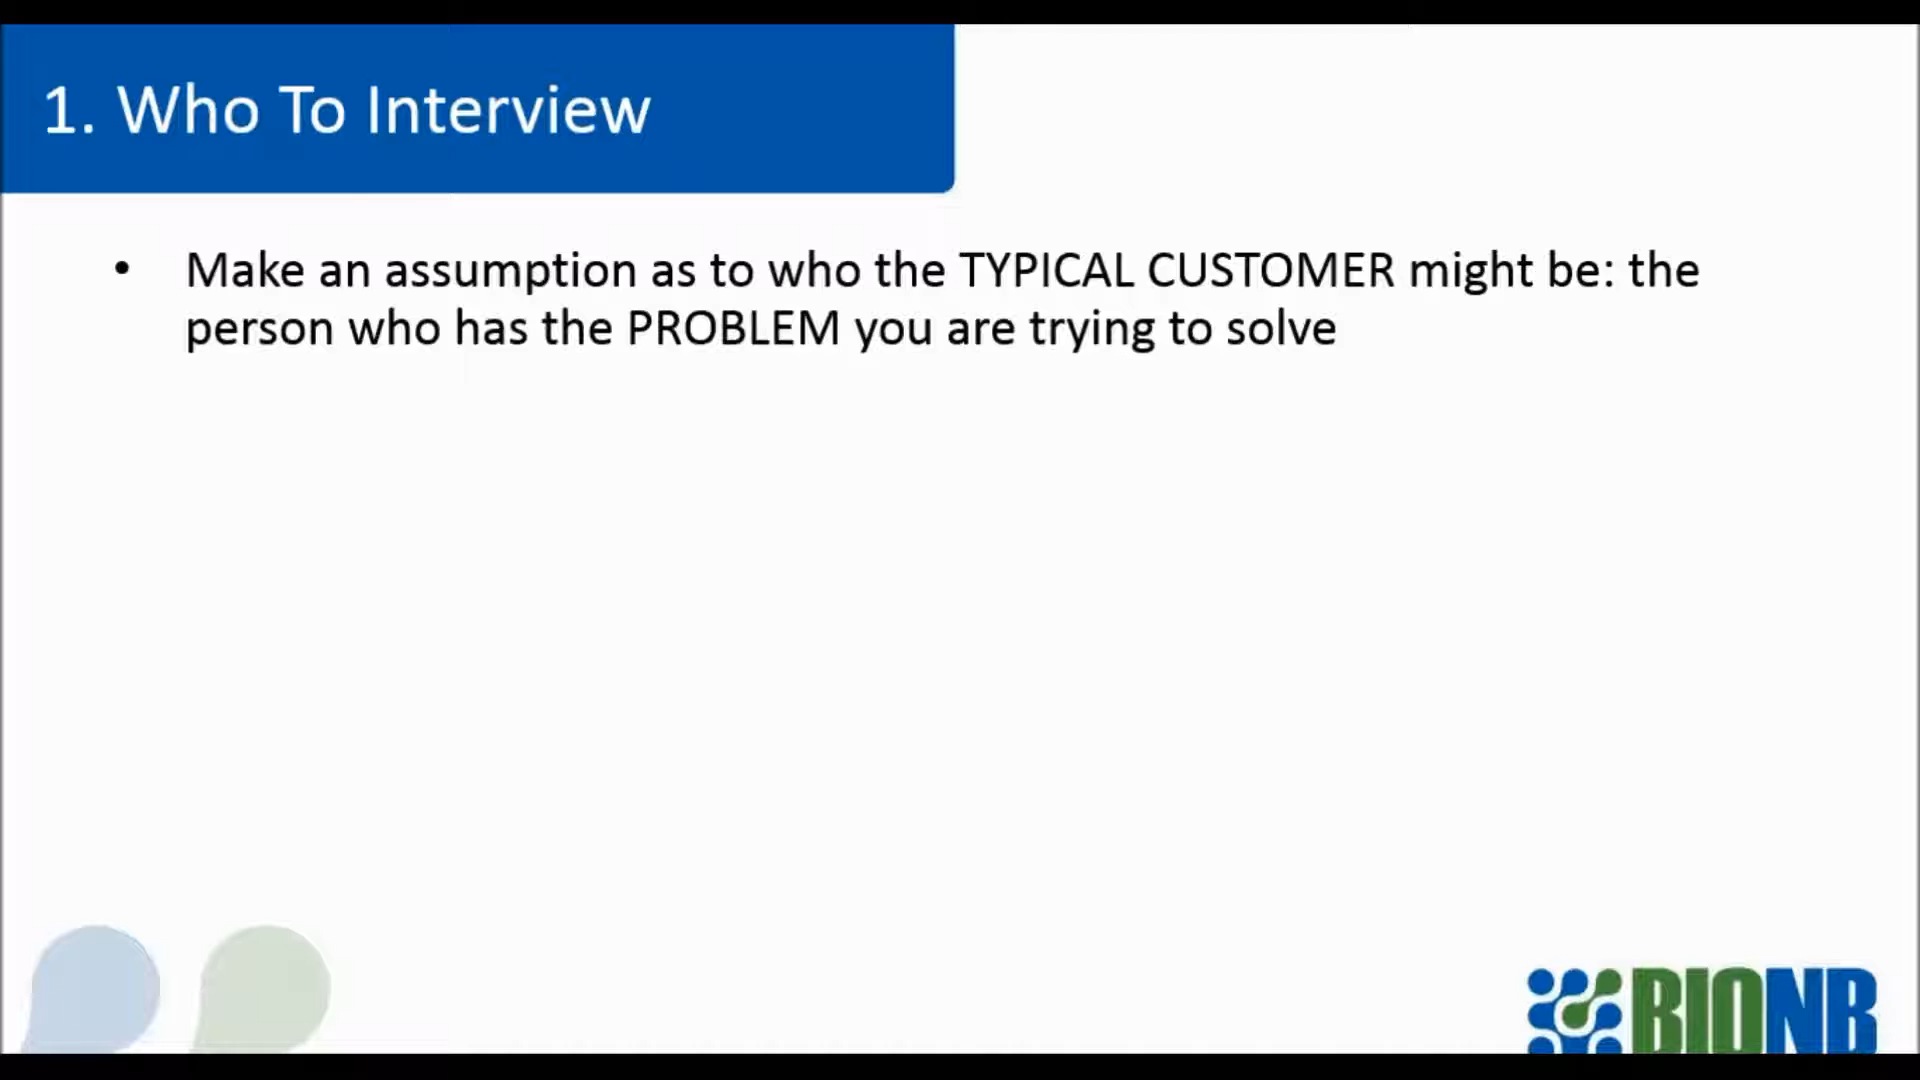 1. Who To Interview
• Make an assumption as to who the TYPICAL CUSTOMER might be: the
person who has the PROBLEM you are trying to solve
BIONB